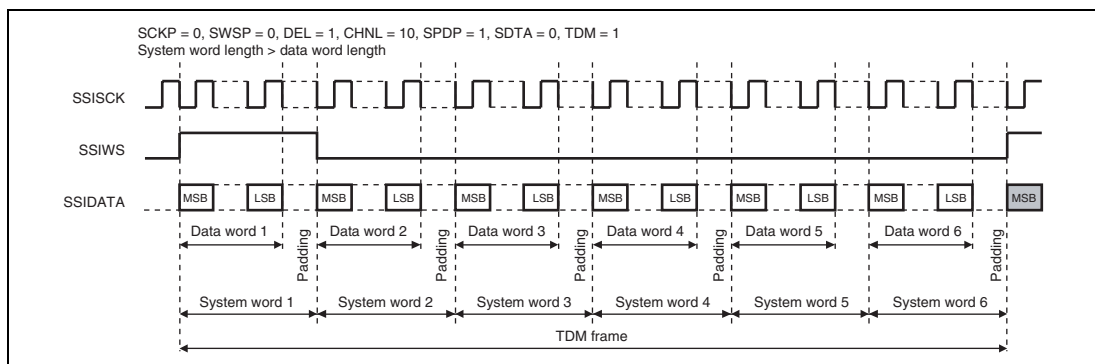 SCKP = 0, SWSP = 0, DEL = 1, CHNL = 10, SPDP = 1, SDTA = 0, TDM = 1
System word length > data word length
SSISCK
SSIWS
SSIDATA
MSB LSB MSB LSB MSB LSB MSB LSB MSB LSB MSB LSB MSB
Data word 1 Data word 2 Data word 3 Data word 4 Data word 5 Data word 6
Padding Padding Padding Padding Padding Padding
System word 1 System word 2 System word 3 System word 4 System word 5 System word 6
TDM frame